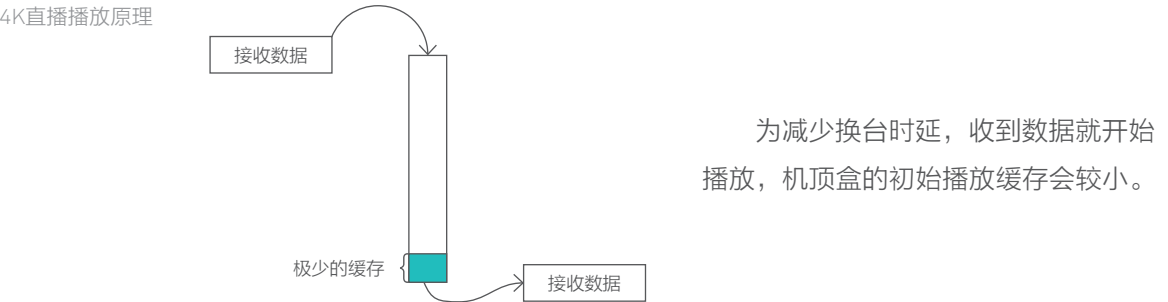 4K直播播放原理
接收数据
为减少换台时延，收到数据就开始
播放，机顶盒的初始播放缓存会较小。
极少的缓存
接收数据